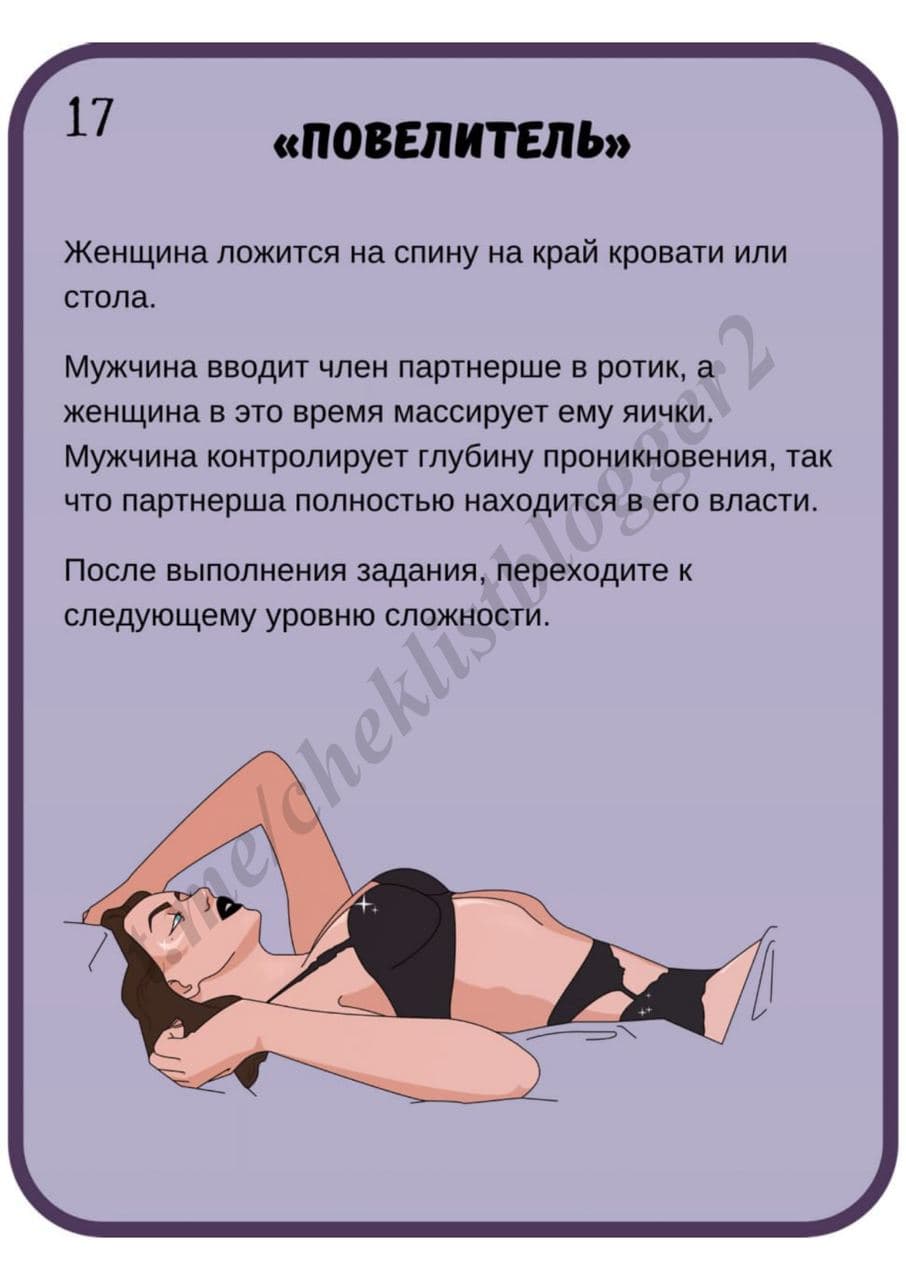 17
«ПОВЕЛИТЕЛЬ»
Женщина ложится на спину на край кровати или
стола.
Мужчина вводит член партнерше в ротик, а
женщина в это время массирует ему яички.
Мужчина контролирует глубину проникновения, так
что партнерша полностью находится в его власти.
После выполнения задания, переходите к
следующему уровню сложности.
t.me/cheklistblogger2